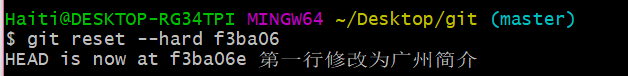 Haiti@DESKTOP-RG34TPI MINGW64 ~/Desktop/git (master)
$ git reset --hard f3ba06
HEAD is now at f3ba06e 第一行修改为广州简介